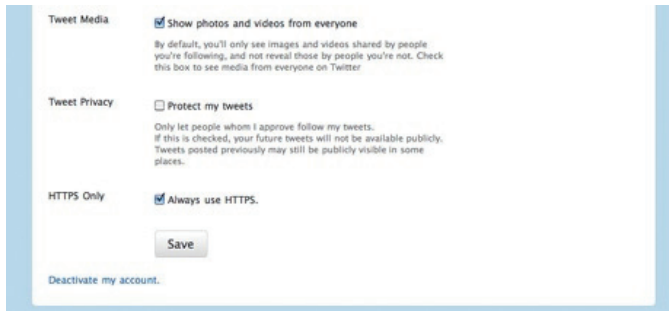 Tweet Media
Show photos and videos from everyone
By default, you'll only see images and videos shared by people
you're following, and not reveal those by people you're not. Check
this box to see media from everyone on Twitter
Tweet Privacy
Protect my tweets
Only let people whom I approve follow my tweets.
If this is checked, your future tweets will not be available publicly.
Tweets posted previously may still be publicly visible in some
places.
HTTPS Only
Always use HTTPS.
Save
Deactivate my account.